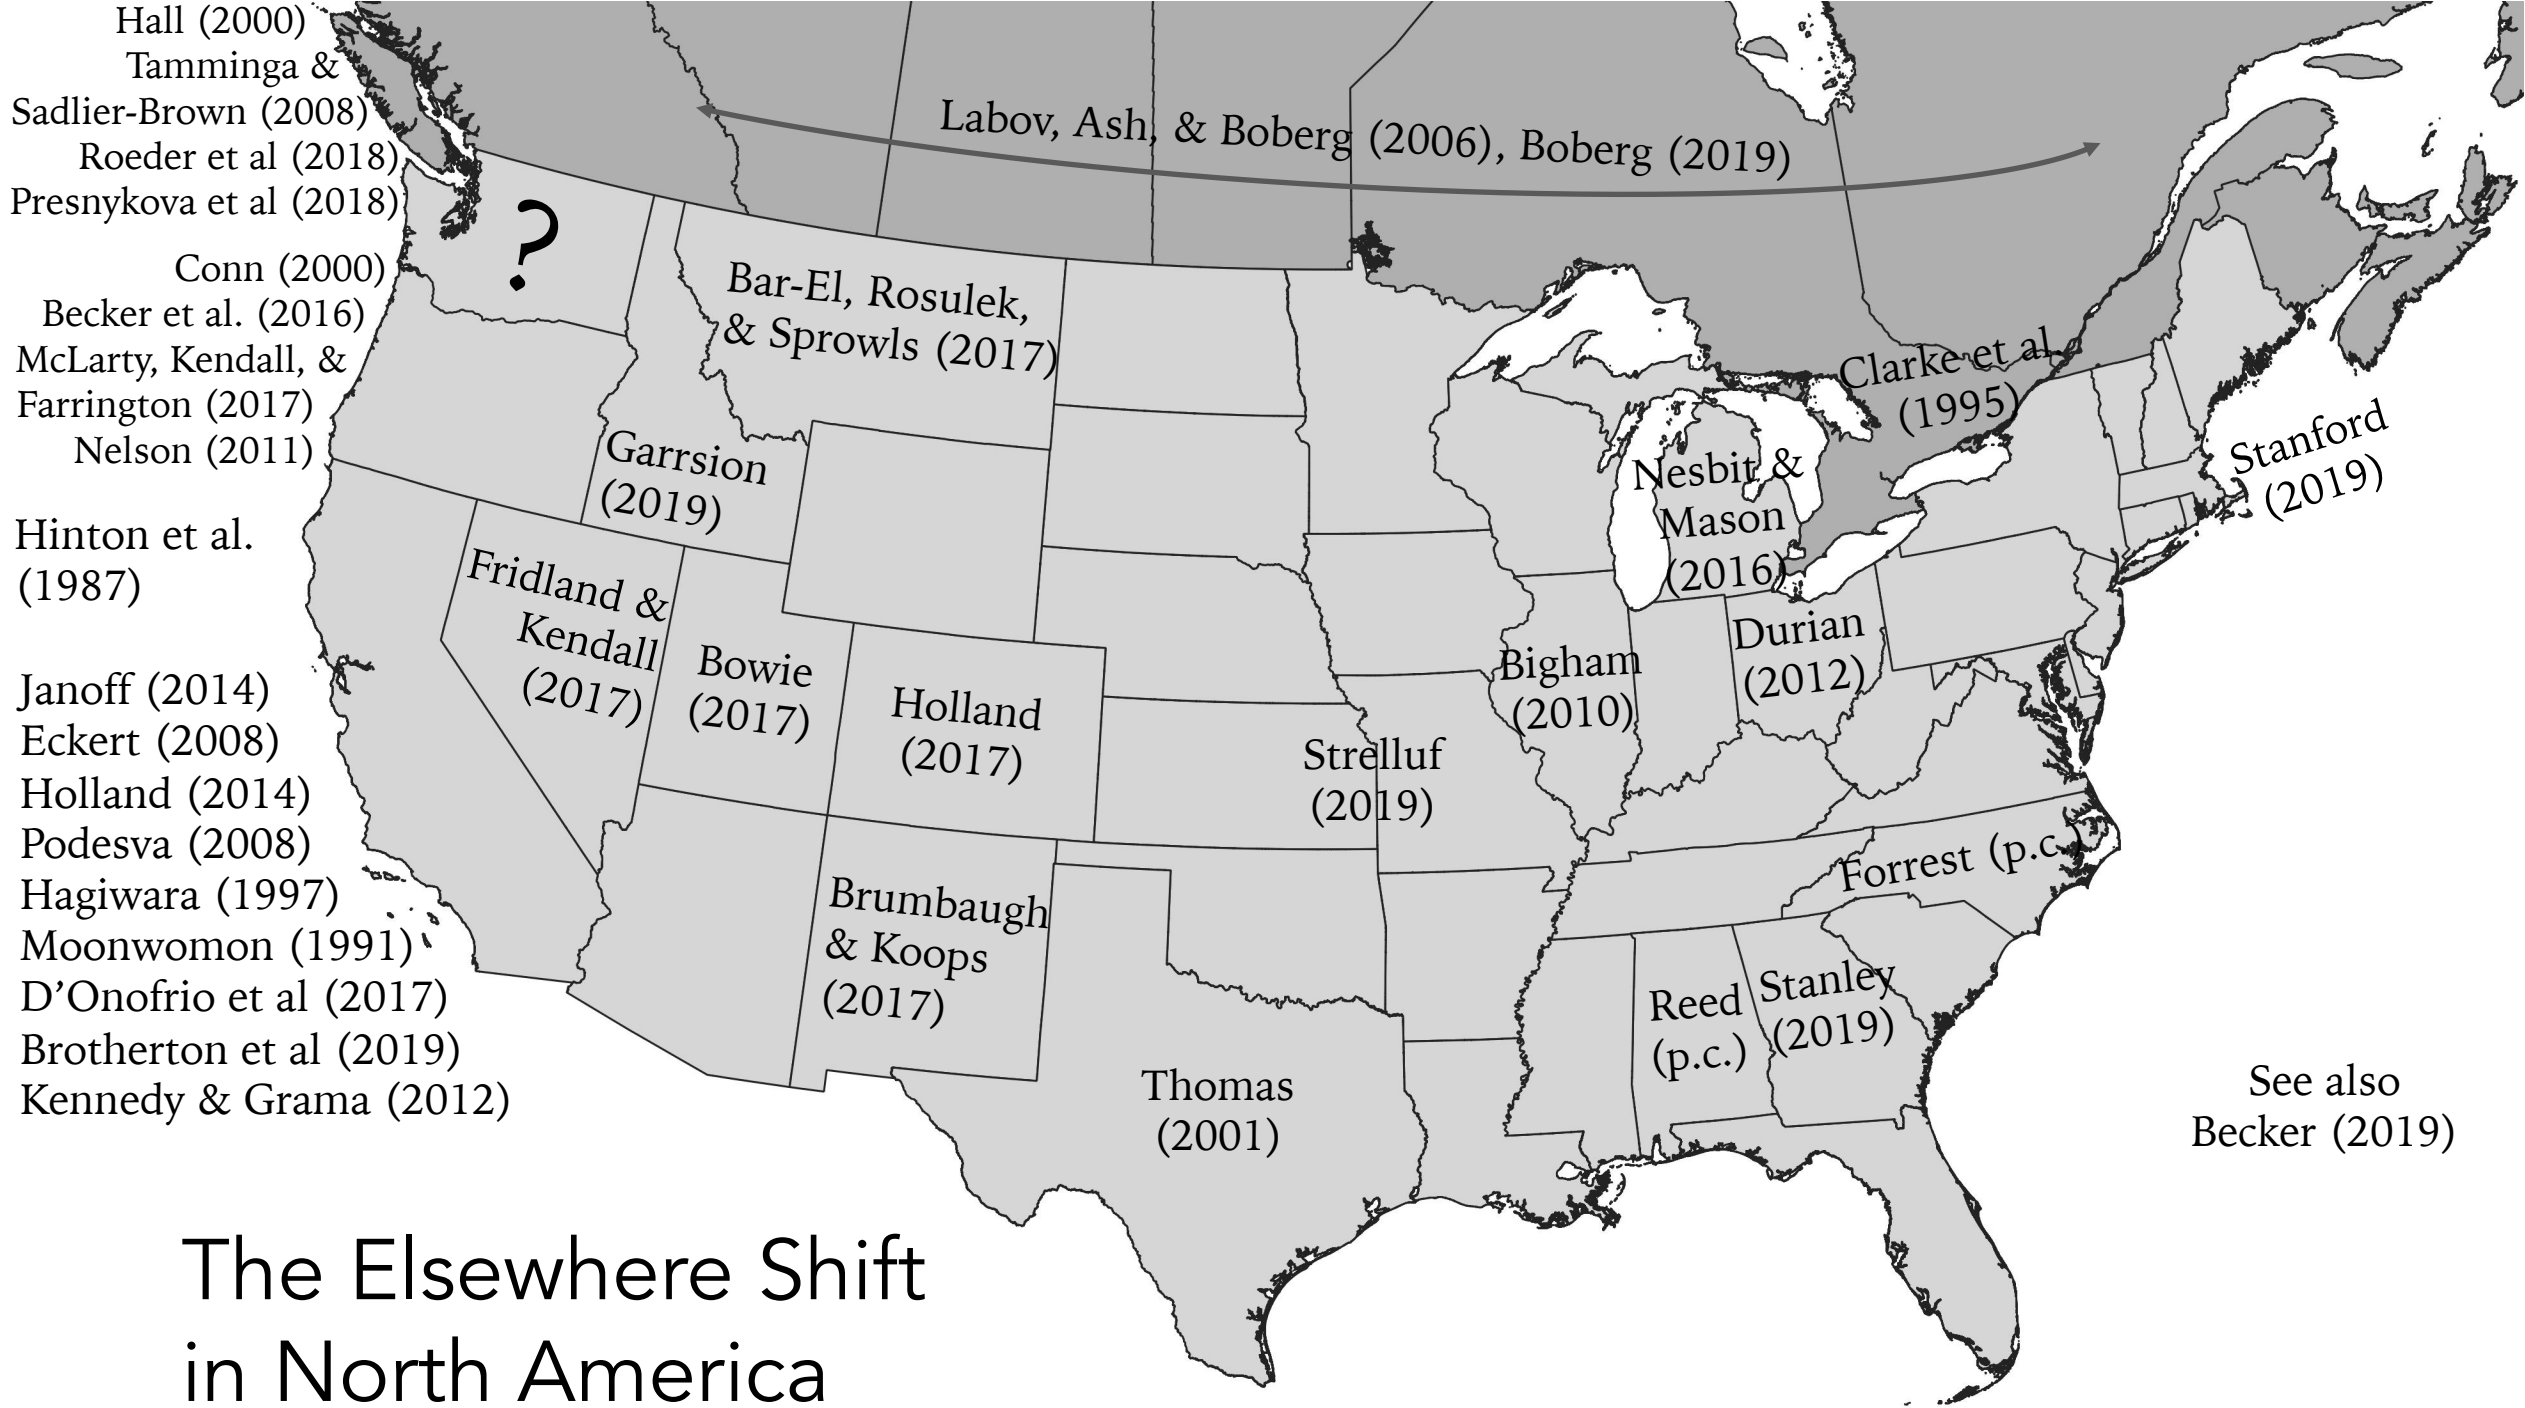 Hall (2000)
Tamminga &
Sadlier-Brown (2008)
Roeder et al (2018)
Presnykova et al (2018)
Conn (2000)
Becker et al. (2016)
McLarty, Kendall, &
Farrington (2017)
Nelson (2011)
Hinton et al.
(1987)
Janoff (2014)
Eckert (2008)
Holland (2014)
Podesva (2008)
Hagiwara (1997)
Moonwomon (1991)
D’Onofrio et al (2017)
Brotherton et al (2019)
Kennedy & Grama (2012)
?
Labov, Ash, & Boberg (2006), Boberg (2019)
Bar-El, Rosulek,
& Sprowls (2017)
Garrsion
(2019)
Fridland &
Kendall
(2017)
Bowie
(2017)
Holland
(2017)
Brumbaugh
& Koops
(2017)
Thomas
(2001)
Strelluf
(2019)
Bigham
(2010)
Nesbit &
Mason
(2016)
Durian
(2012)
Clarke et al.
(1995)
Stanford
(2019)
Forrest (p.c.)
Reed
(p.c.)
Stanley
(2019)
See also
Becker (2019)
The Elsewhere Shift
in North America